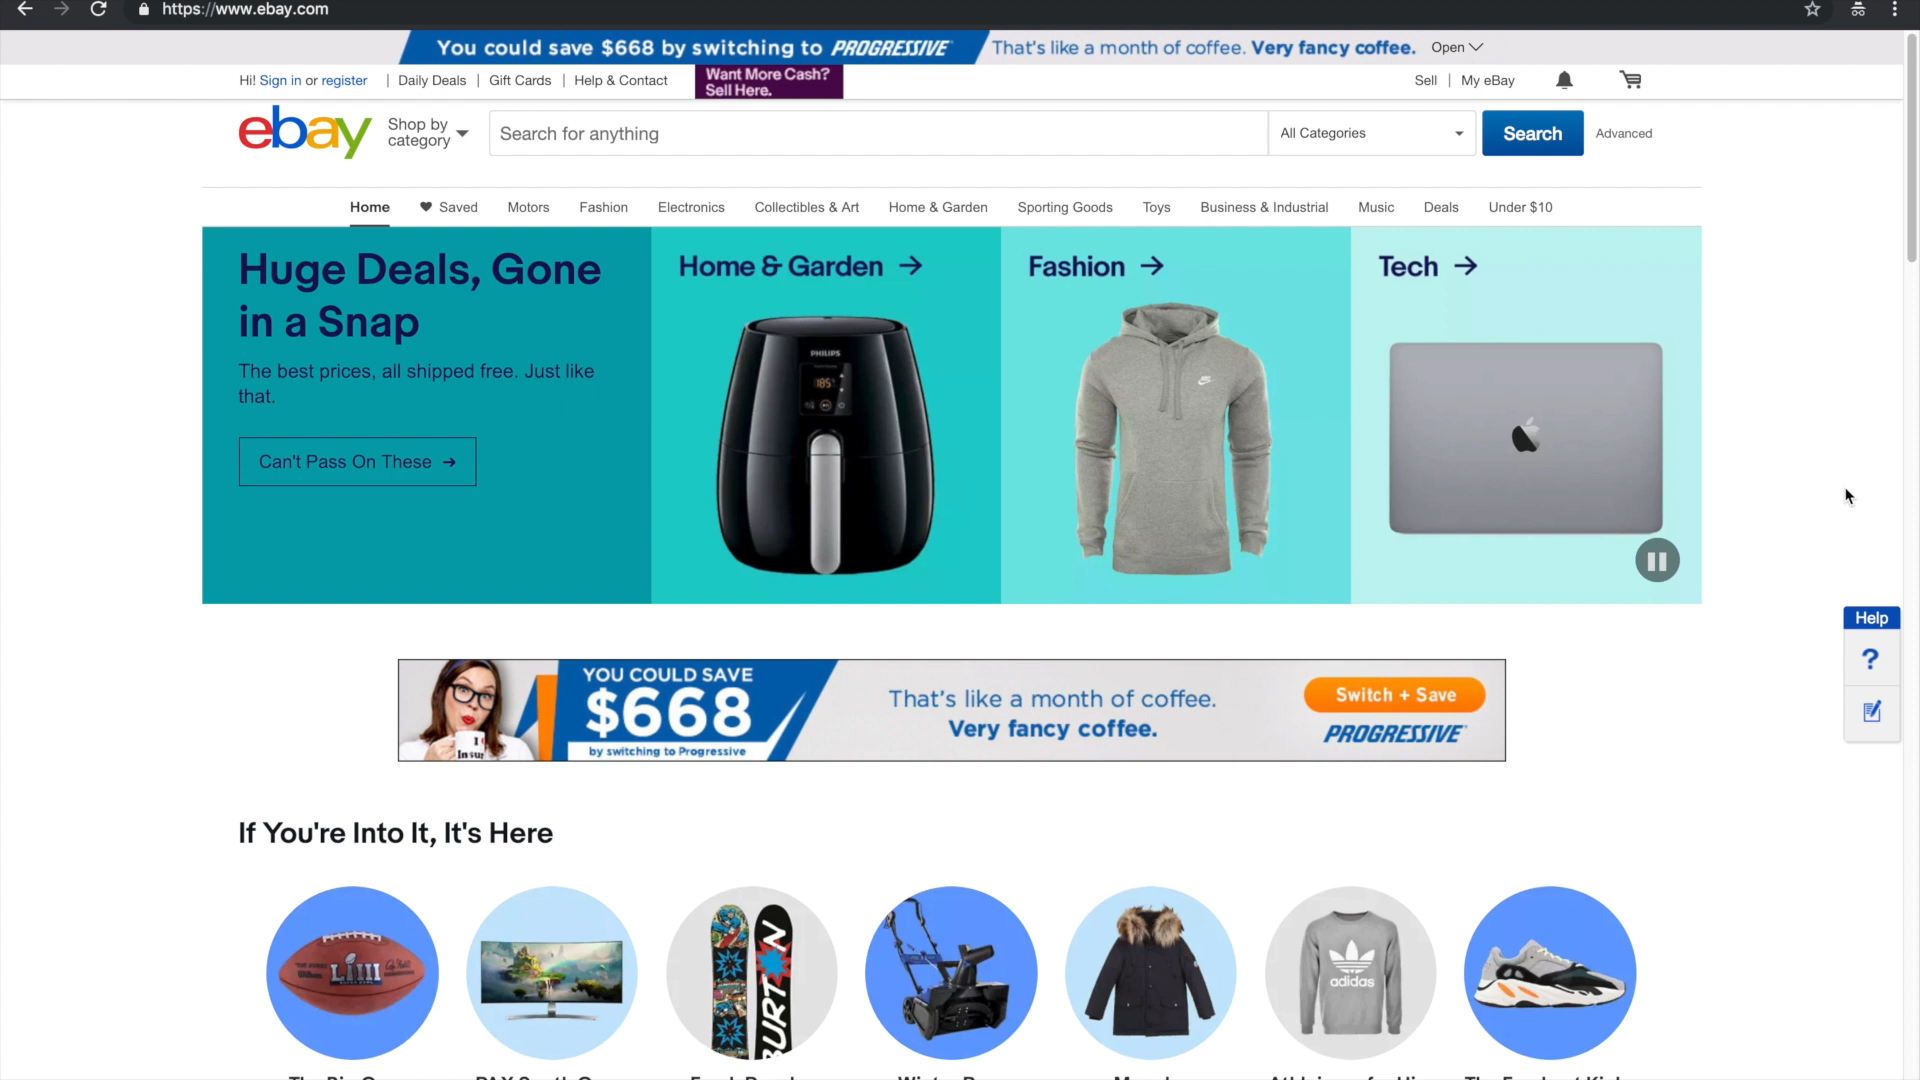 https://www.ebay.com
You could save $668 by switching to PROGRESSIVE That's like a month of coffee. Very fancy coffee. Open
Hi! Sign in or register | Daily Deals | Gift Cards | Help & Contact
Want More Cash?
Sell Here.
Sell | My eBay
ebay
Shop by
category
Search for anything
All Categories
Search
Advanced
Home Saved Motors Fashion Electronics Collectibles & Art Home & Garden Sporting Goods Toys Business & Industrial Music Deals Under $10
Huge Deals, Gone
in a Snap
The best prices, all shipped free. Just like
that.
Can't Pass On These →
Home & Garden →
PHILIPS
185°
Fashion →
Tech →
Help
?
I
Insur
YOU COULD SAVE
$668
by switching to Progressive
That's like a month of coffee.
Very fancy coffee.
Switch + Save
PROGRESSIVE
If You're Into It, It's Here
Wilson
LIII
BURTON
adidas